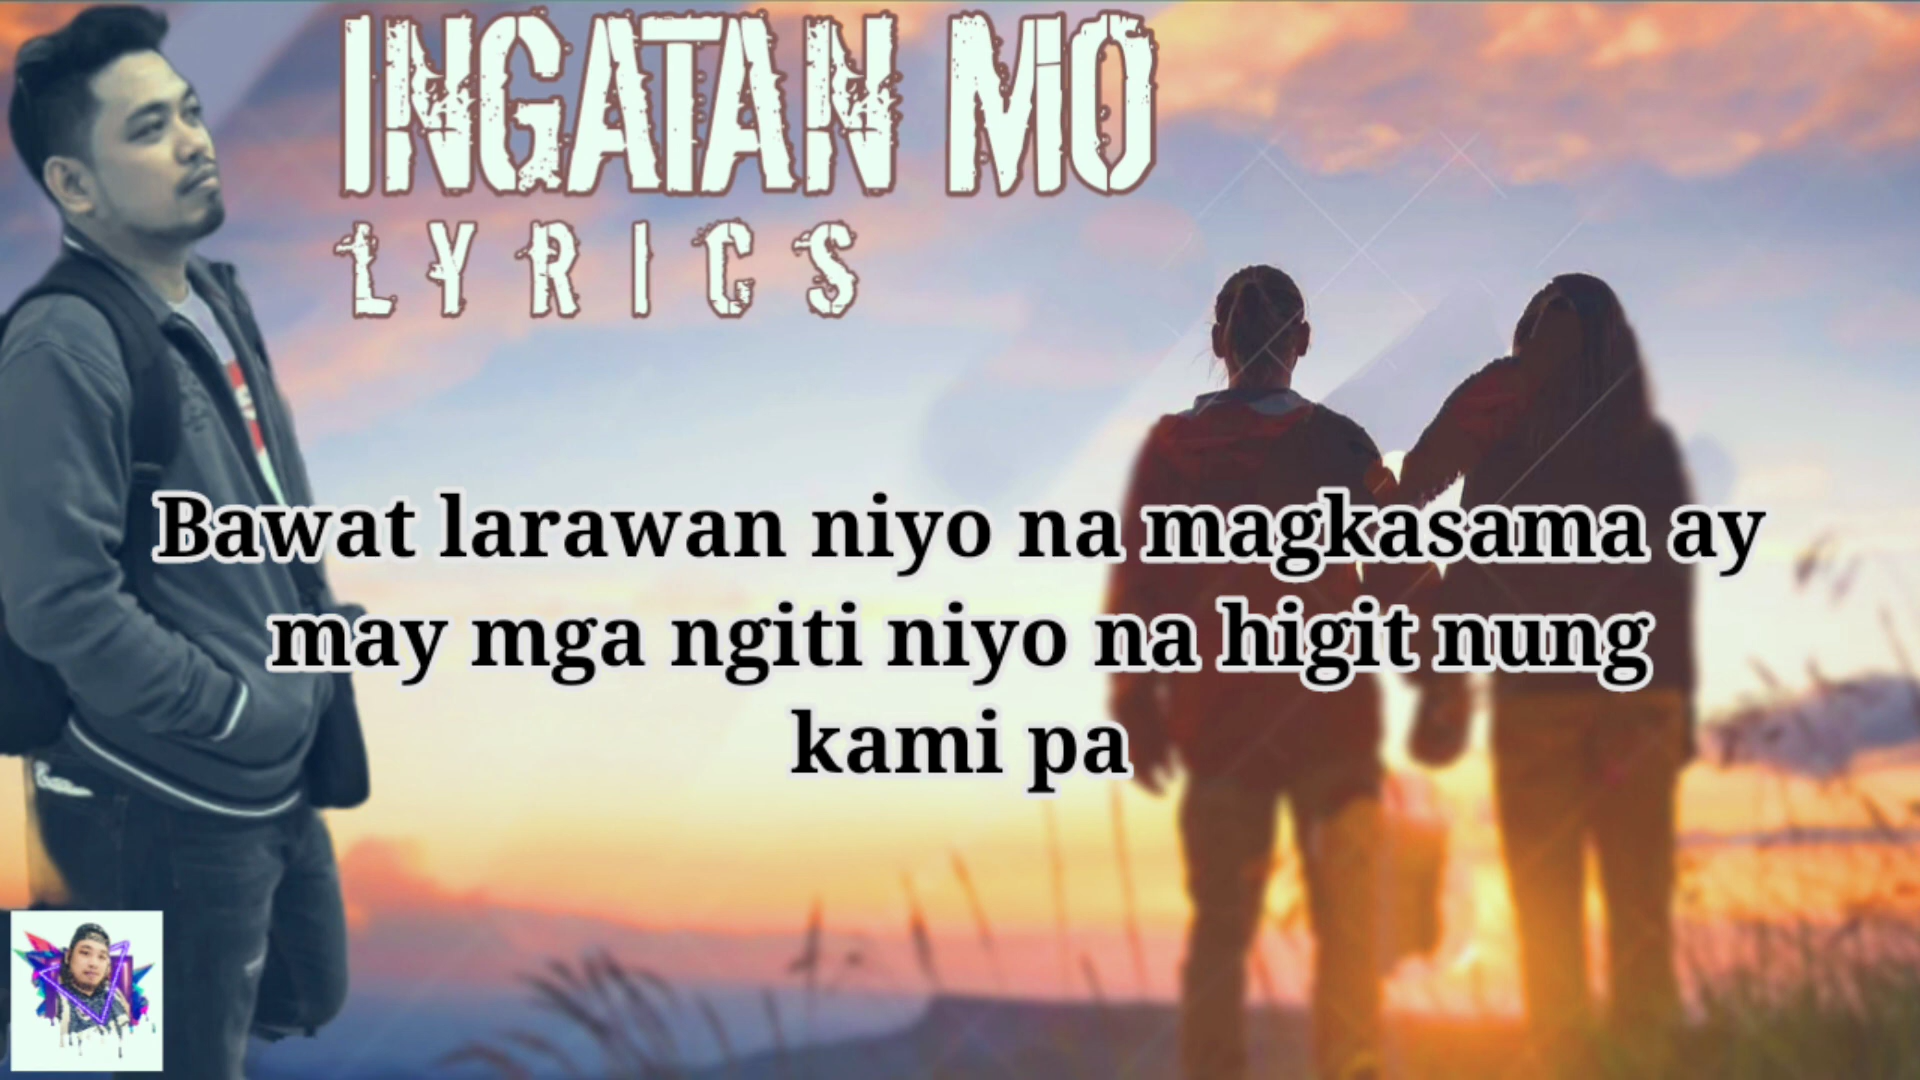 INGATAN MO
LYRICS
Bawat larawan niyo na magkasama ay
may mga ngiti niyo na higit nung
kami pa